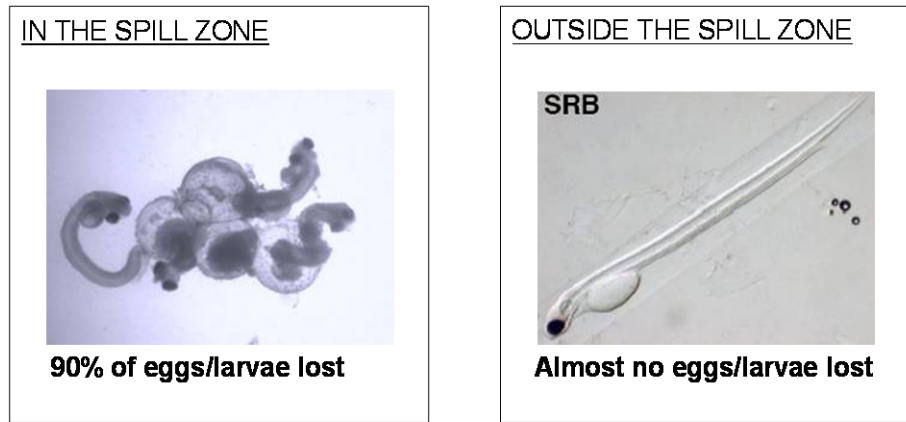 IN THE SPILL ZONE
90% of eggs/larvae lost
OUTSIDE THE SPILL ZONE
SRB
Almost no eggs/larvae lost